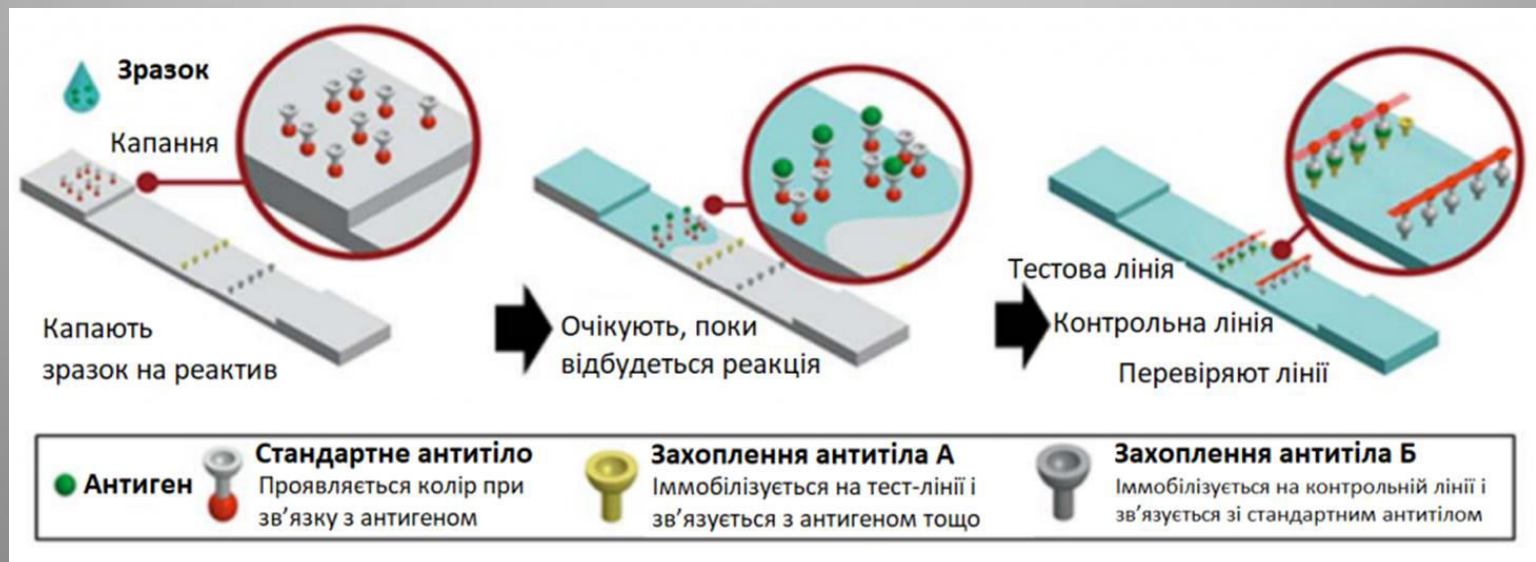 Зразок
Капання
Капають
зразок на реактив
Очікують, поки
відбудеться реакція
Тестова лінія
Контрольна лінія
Перевіряют лінії
Антиген
Стандартне антитіло
Проявляється колір при
зв’язку з антигеном
Захоплення антитіла А
Іммобілізується на тест-лінії і
зв’язується з антигеном тощо
Захоплення антитіла Б
Іммобілізується на контрольній лінії і
зв’язується зі стандартним антитілом